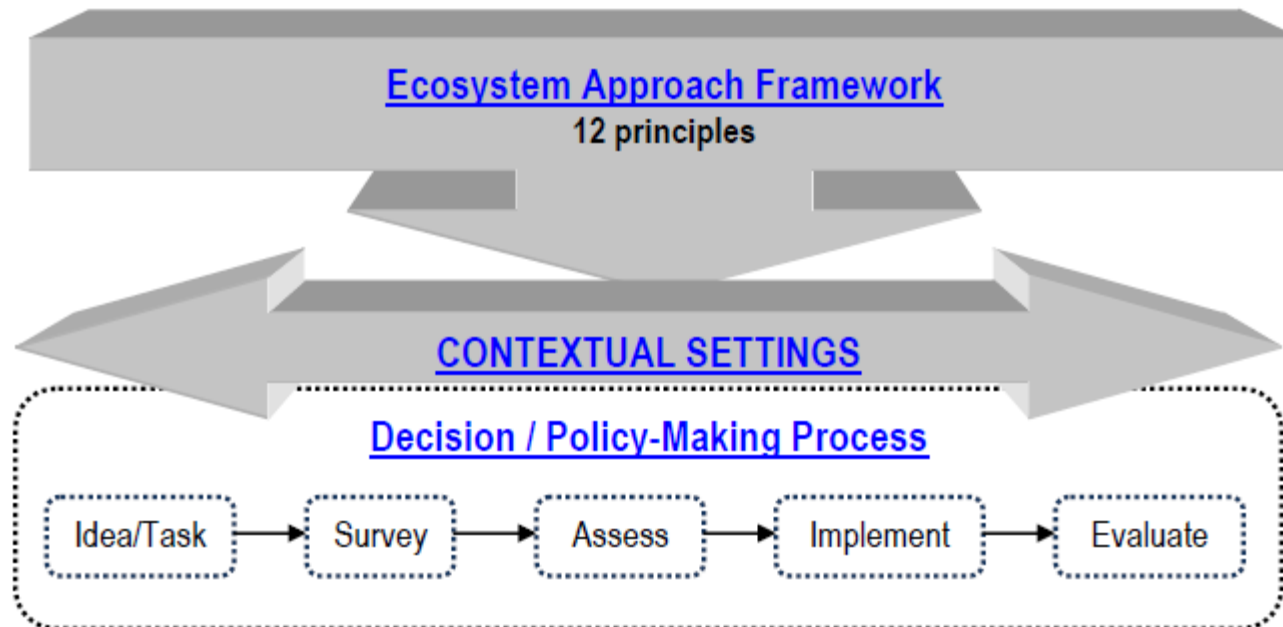 Ecosystem Approach Framework
12 principles
CONTEXTUAL SETTINGS
Decision / Policy-Making Process
Idea/Task
Survey
Assess
Implement
Evaluate